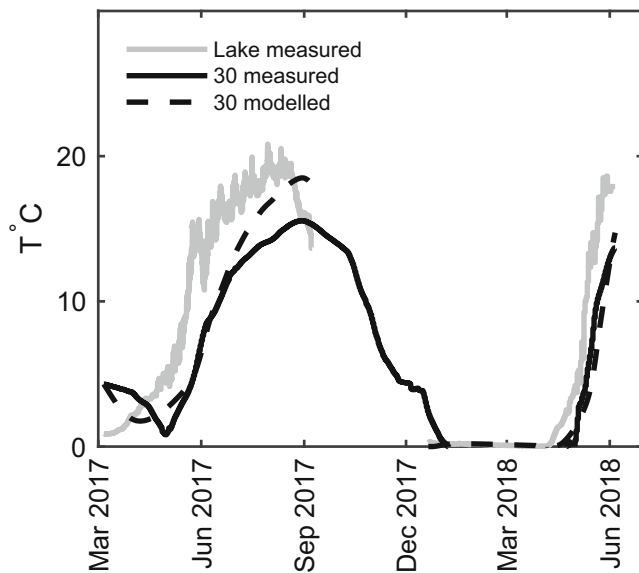 Lake measured
30 measured
30 modelled
20
10
0
T°C
Mar 2017
Jun 2017
Sep 2017
Dec 2017
Mar 2018
Jun 2018